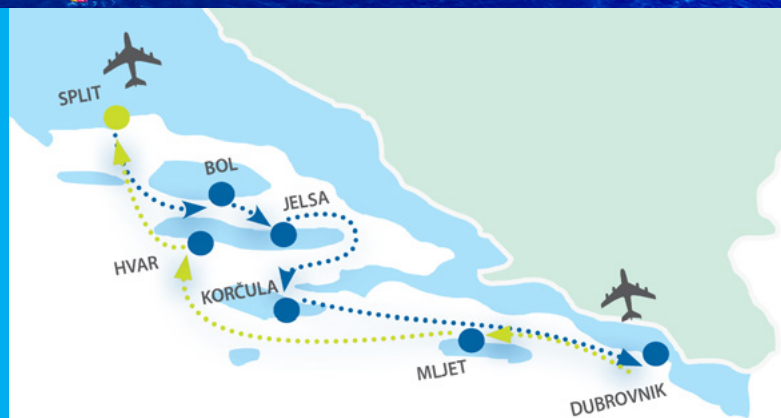 SPLIT
BOL
JELSA
HVAR
KORČULA
MLJET
DUBROVNIK